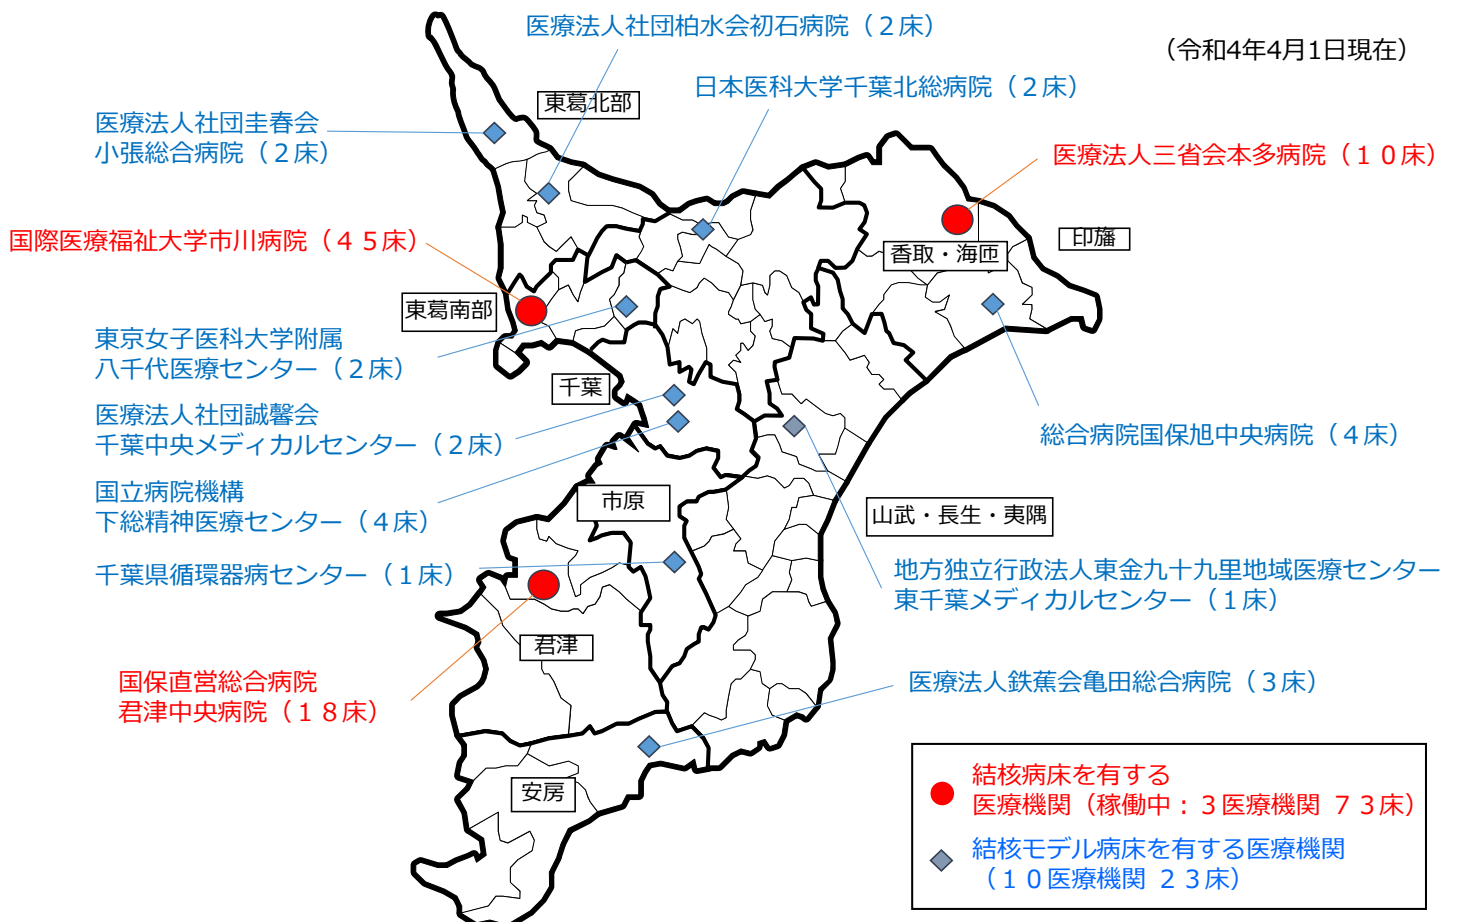 医療法人社団柏水会初石病院（２床）
（令和4年4月1日現在）
日本医科大学千葉北総病院（２床）
東葛北部
医療法人社団圭春会
小張総合病院（２床）
医療法人三省会本多病院（１０床）
国際医療福祉大学市川病院（４５床）
印旛
香取・海匝
東葛南部
東京女子医科大学附属
八千代医療センター（２床）
千葉
医療法人社団誠馨会
千葉中央メディカルセンター（２床）
総合病院国保旭中央病院（４床）
国立病院機構
下総精神医療センター（４床）
市原
山武・長生・夷隅
千葉県循環器病センター（１床）
地方独立行政法人東金九十九里地域医療センター
東千葉メディカルセンター（１床）
君津
国保直営総合病院
君津中央病院（１８床）
医療法人鉄蕉会亀田総合病院（３床）
安房
結核病床を有する
医療機関（稼働中：３医療機関 ７３床）
結核モデル病床を有する医療機関
（１０医療機関 ２３床）